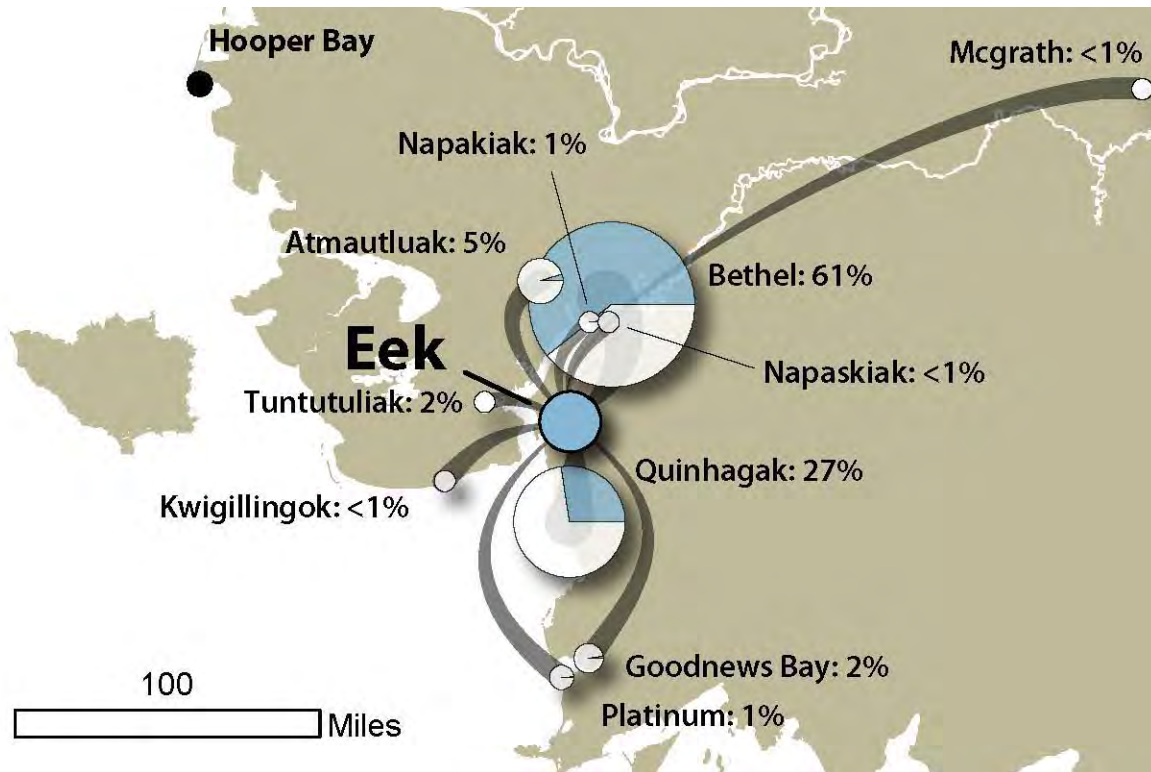 Hooper Bay
Mcgrath: <1%
Napakiak: 1%
Atmautluak: 5%
Bethel: 61%
Eek
Napaskiak: <1%
Tuntutuliak: 2%
Quinhagak: 27%
Kwigillingok: <1%
Goodnews Bay: 2%
100
Platinum: 1%
Miles